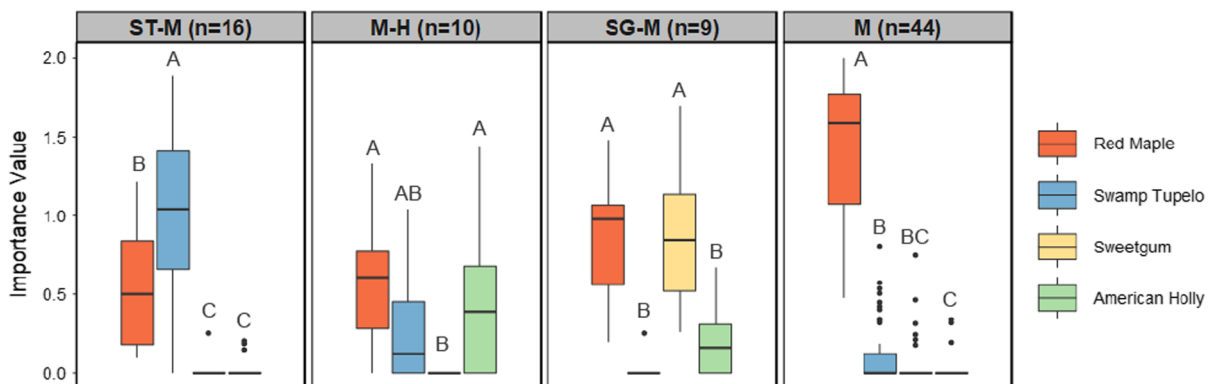 ST-M (n=16) M-H (n=10) SG-M (n=9) M (n=44)
Importance Value
2.0
1.5
1.0
0.5
0.0
B A C C
A AB B A
A B A B
A B BC C
Red Maple
Swamp Tupelo
Sweetgum
American Holly